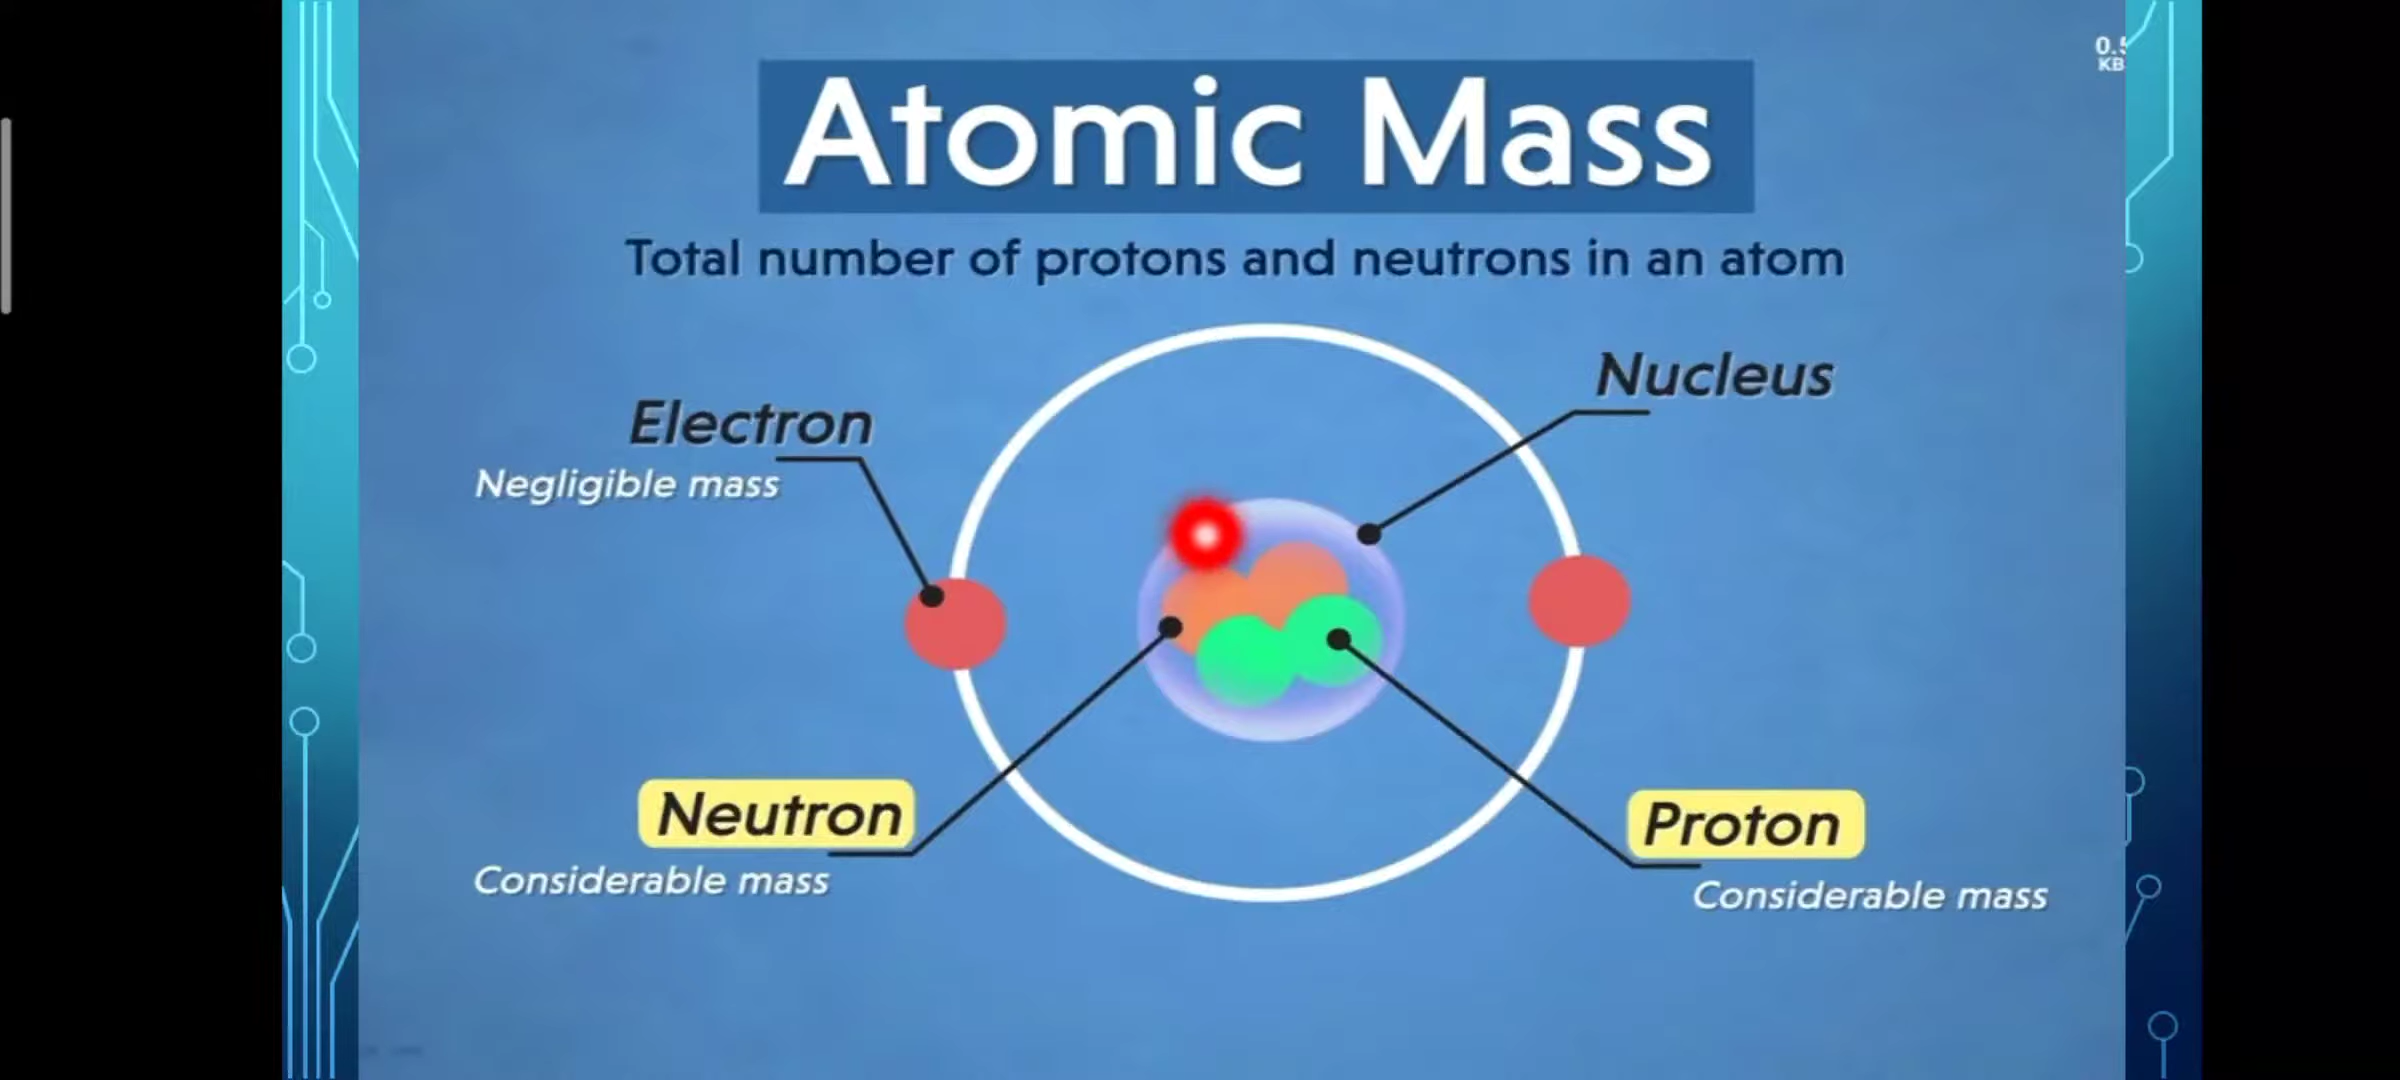 Atomic Mass
Total number of protons and neutrons in an atom
Nucleus
Electron
Negligible mass
Neutron
Considerable mass
Proton
Considerable mass
KB